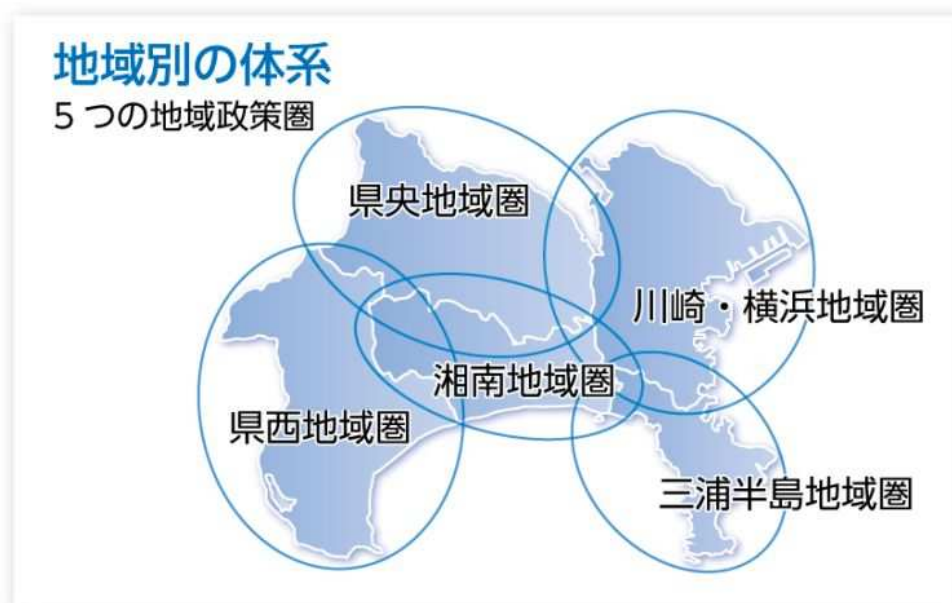 地域別の体系
5つの地域政策圏
県央地域圏
川崎・横浜地域圏
湘南地域圏
県西地域圏
三浦半島地域圏